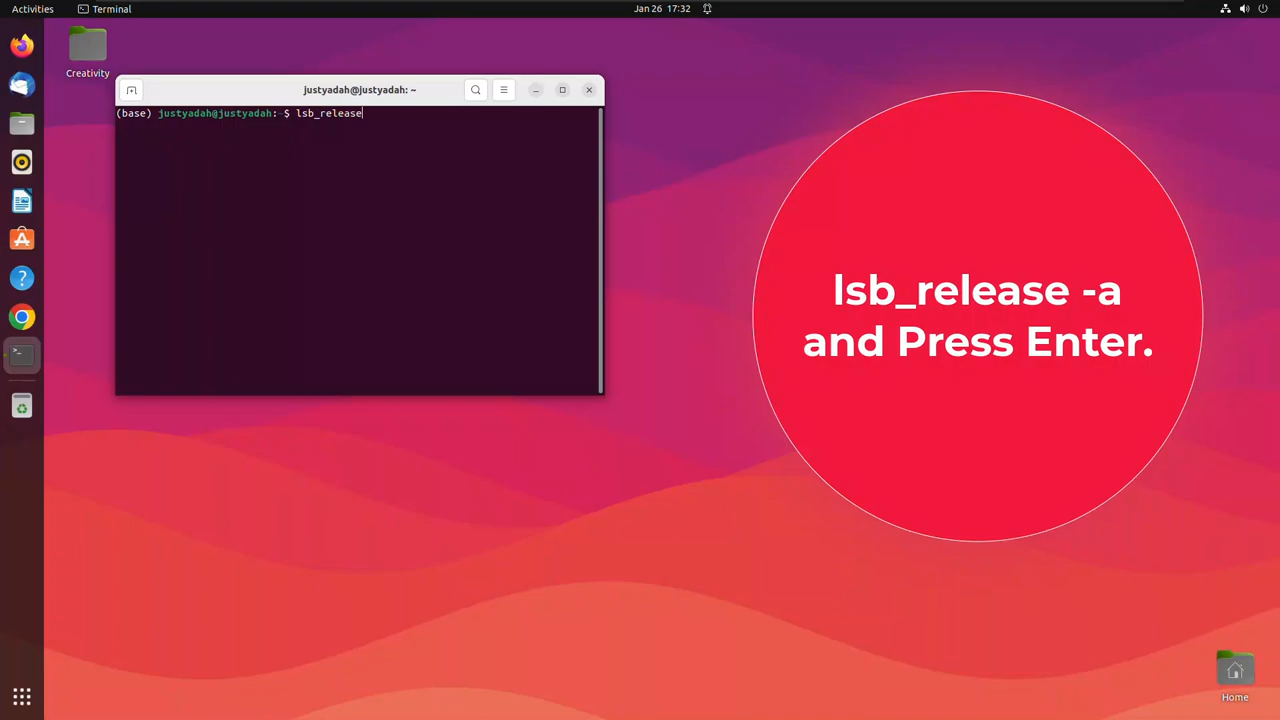 Activities
Terminal
Jan 26 17:32
Creativity
justyadah@justyadah: ~
(base) justyadah@justyadah:~$ lsb_release
lsb_release -a
and Press Enter.
Home